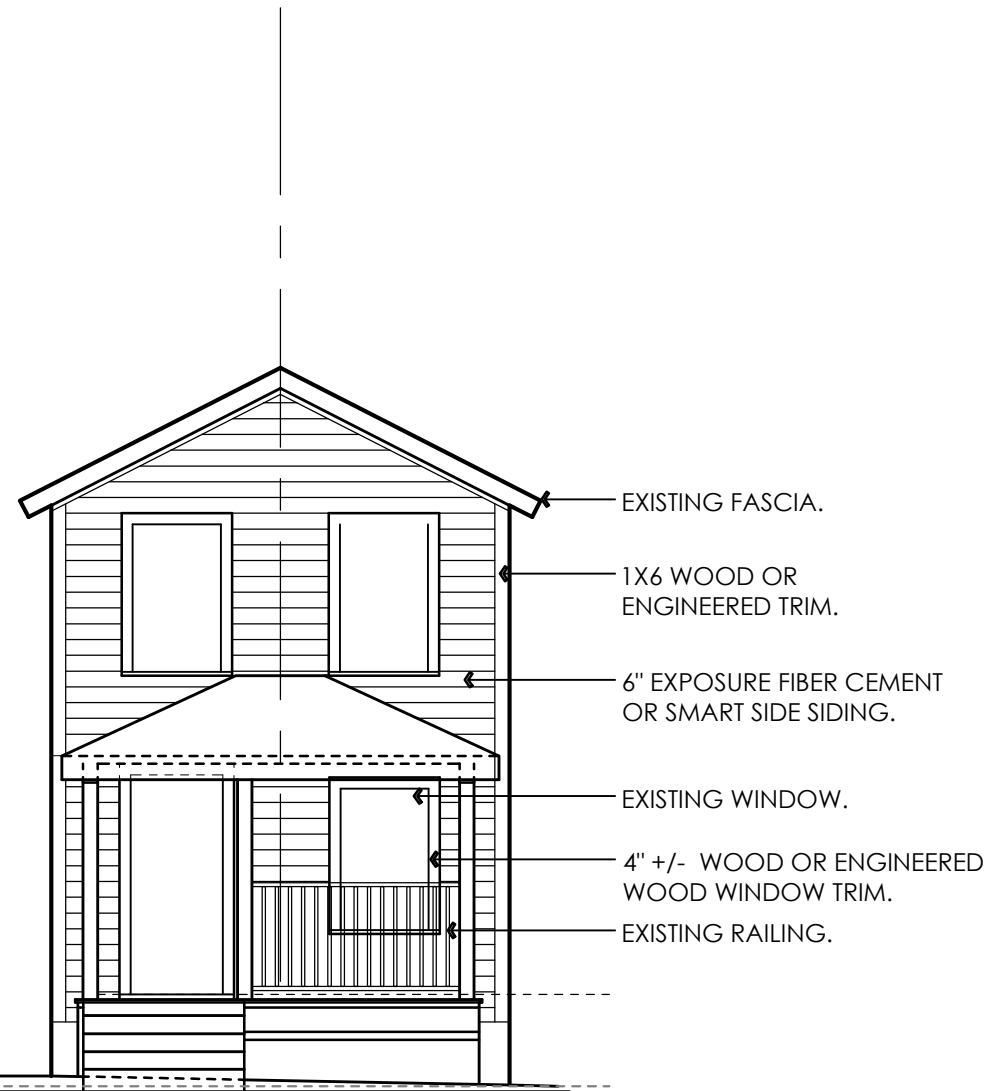 EXISTING FASCIA.
1X6 WOOD OR
ENGINEERED TRIM.
6" EXPOSURE FIBER CEMENT
OR SMART SIDE SIDING.
EXISTING WINDOW.
4" +/- WOOD OR ENGINEERED
WOOD WINDOW TRIM.
EXISTING RAILING.